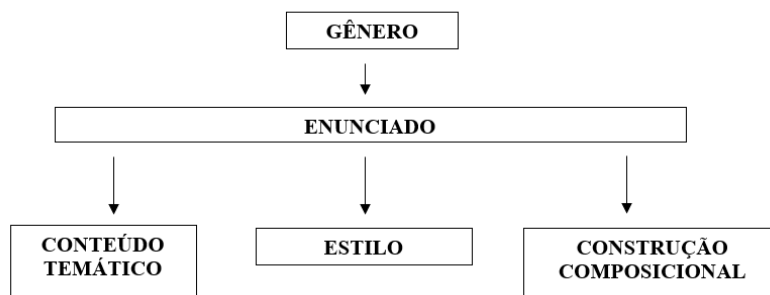 GÊNERO
ENUNCIADO
CONTEÚDO
TEMÁTICO
ESTILO
CONSTRUÇÃO
COMPOSICIONAL